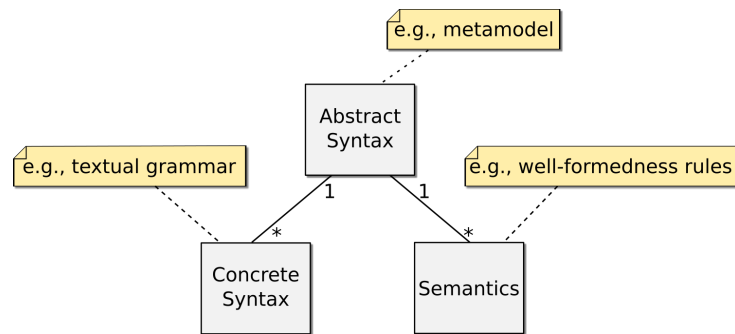 e.g., metamodel
Abstract
Syntax
e.g., textual grammar
e.g., well-formedness rules
1
1
*
*
Concrete
Syntax
Semantics